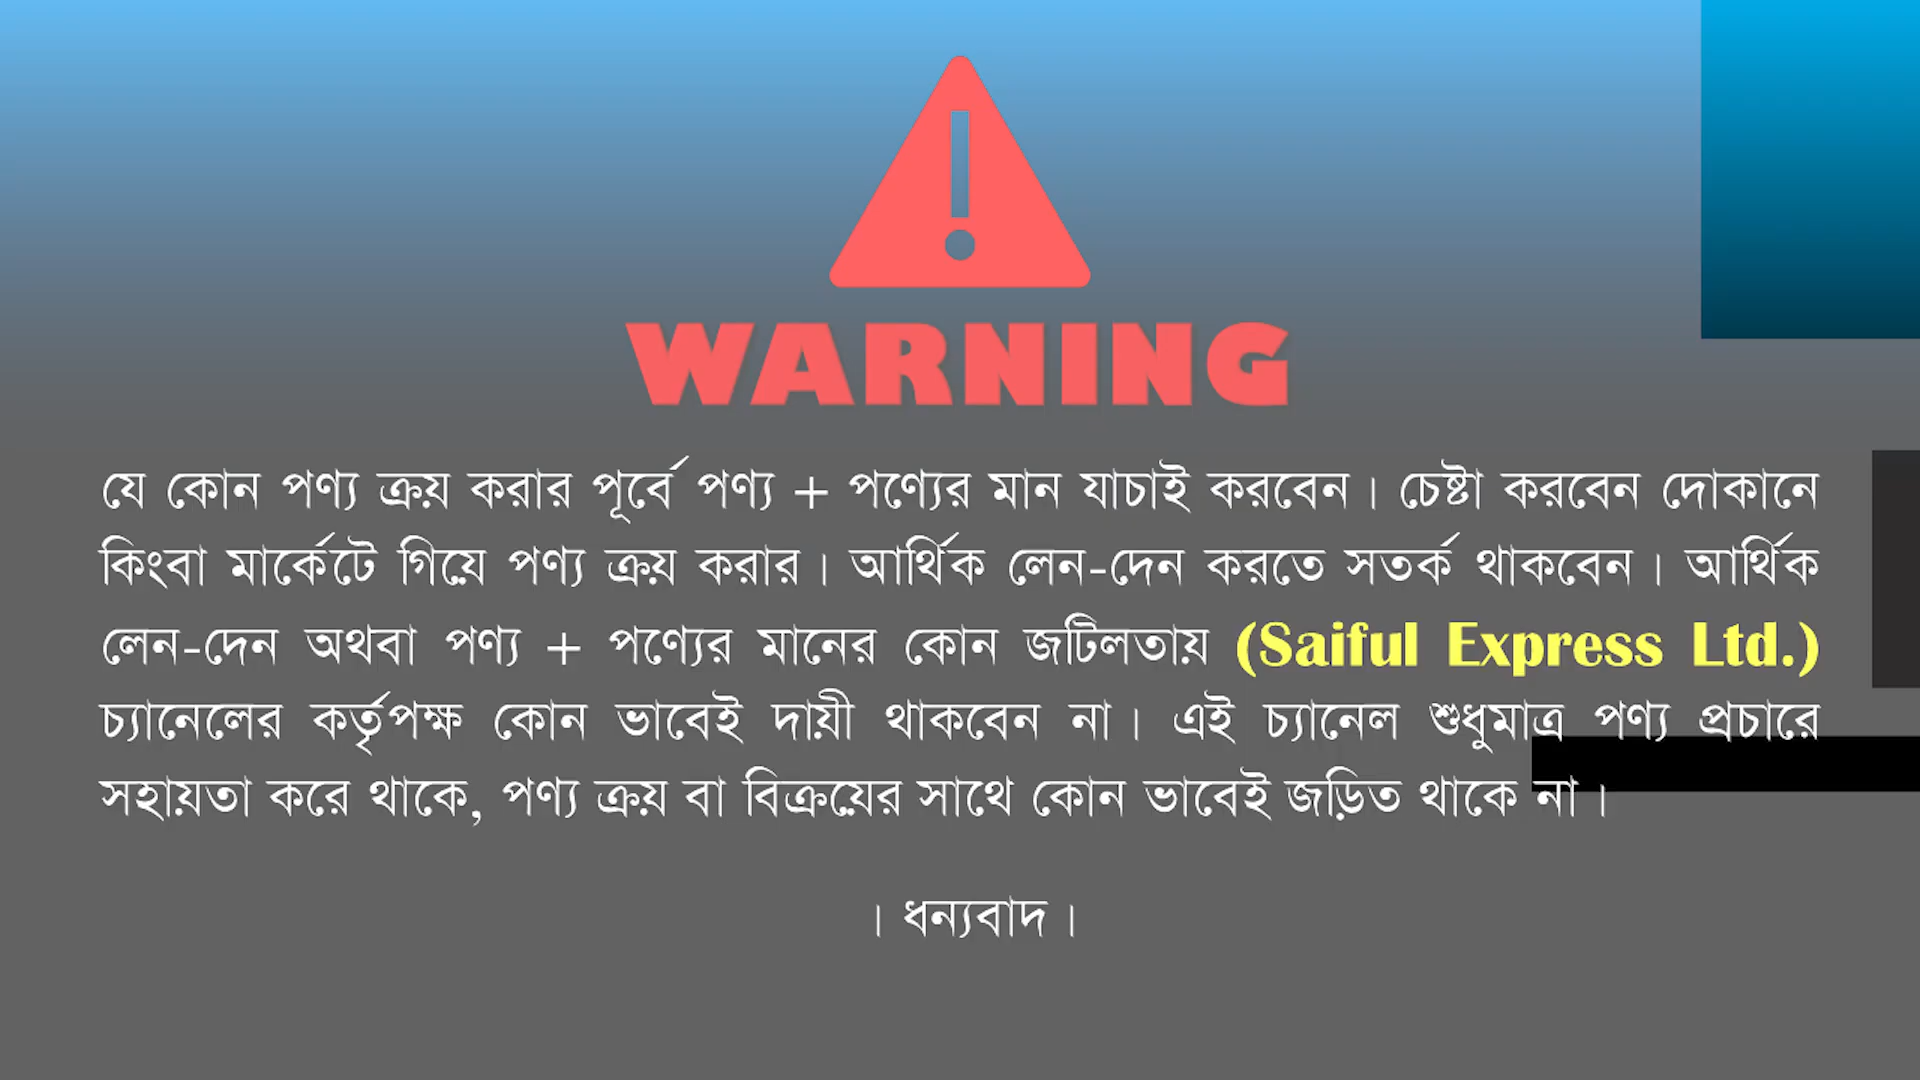 WARNING
যে কোন পণ্য ক্রয় করার পূর্বে পণ্য + পণ্যের মান যাচাই করবেন। চেষ্টা করবেন দোকানে
কিংবা মার্কেটে গিয়ে পণ্য ক্রয় করার। আর্থিক লেন-দেন করতে সতর্ক থাকবেন। আর্থিক
লেন-দেন অথবা পণ্য + পণ্যের মানের কোন জটিলতায় (Saiful Express Ltd.)
চ্যানেলের কর্তৃপক্ষ কোন ভাবেই দায়ী থাকবেন না। এই চ্যানেল শুধুমাত্র পণ্য প্রচারে
সহায়তা করে থাকে, পণ্য ক্রয় বা বিক্রয়ের সাথে কোন ভাবেই জড়িত থাকে না।
। ধন্যবাদ।